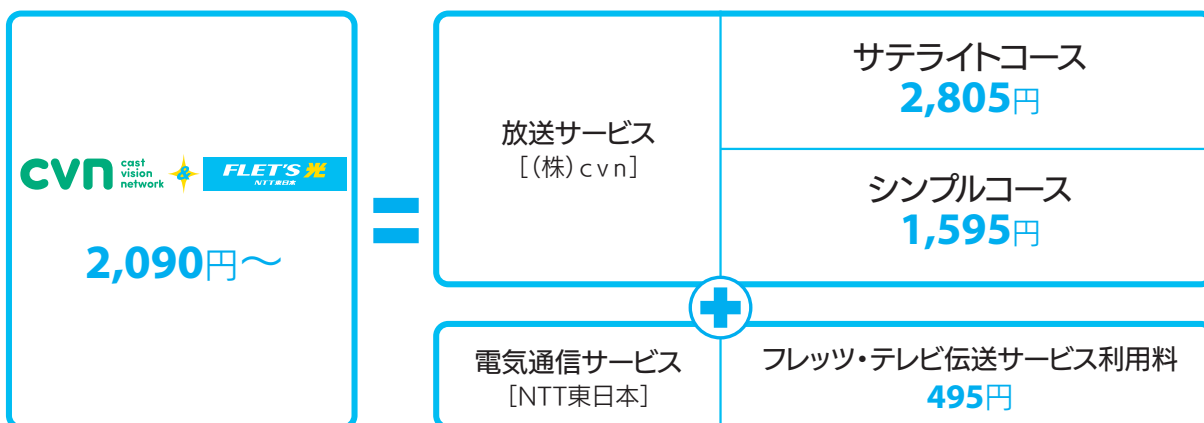 cvn cast
vision
network
&
FLET'S 光
NTT東日本
2,090円〜
=
放送サービス
[(株)cvn]
サテライトコース
2,805円
シンプルコース
1,595円
+
電気通信サービス
[NTT東日本]
フレッツ・テレビ伝送サービス利用料
495円